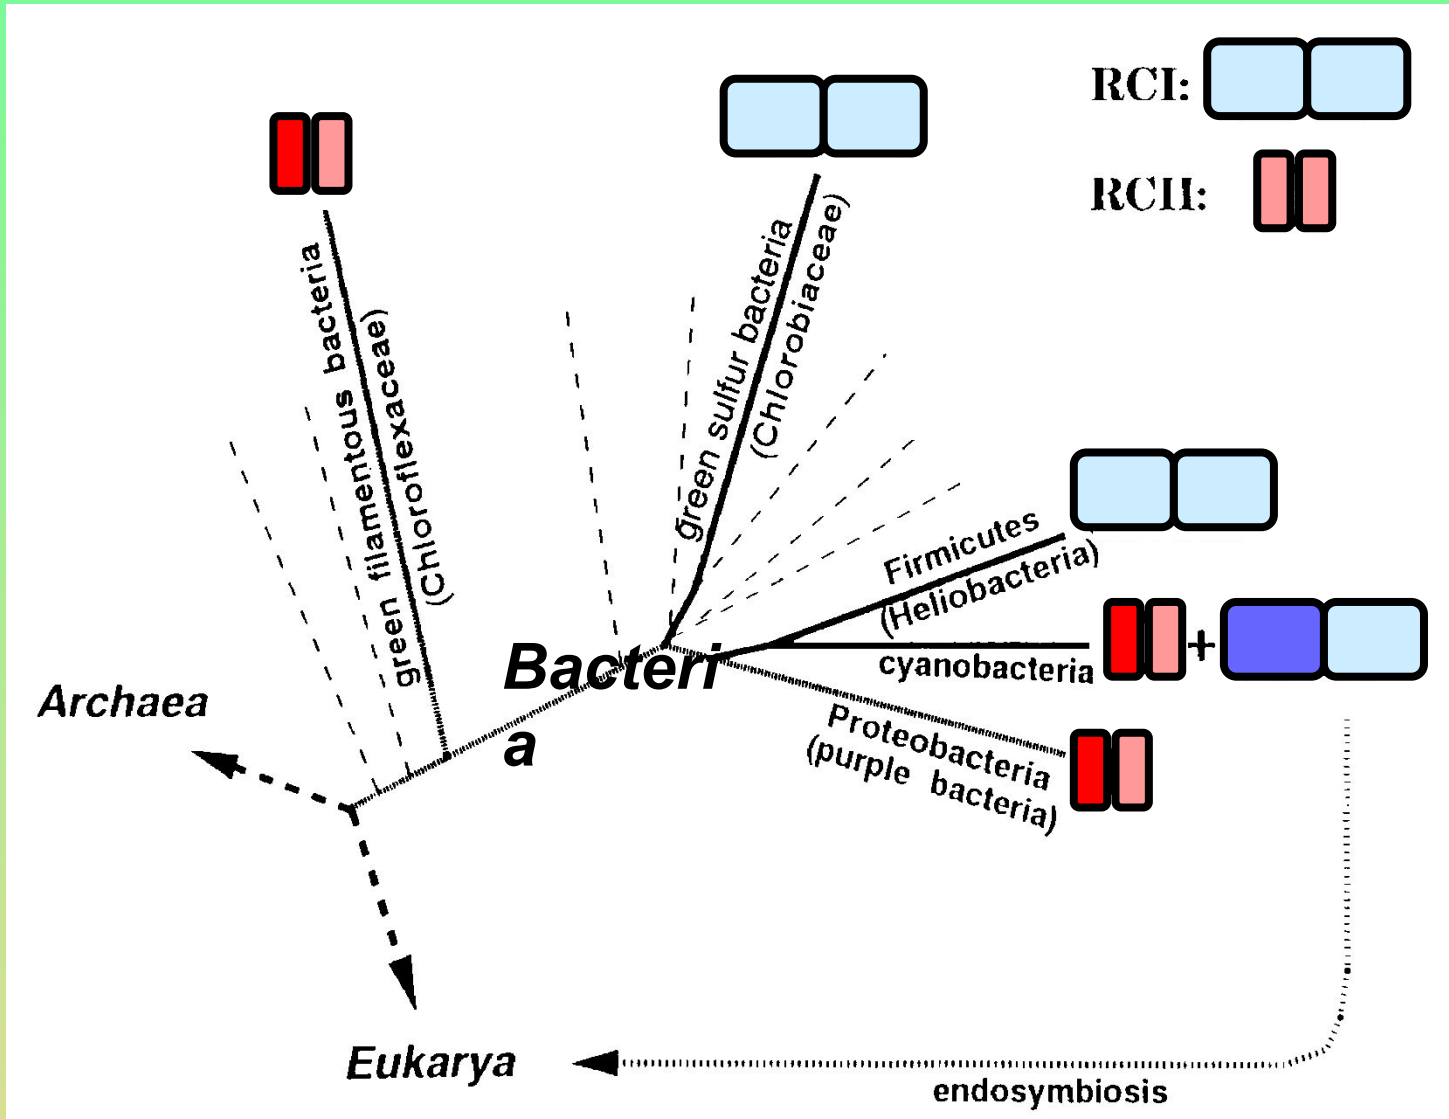 RCI:
RCII:
green filamentous bacteria
(Chloroflexaceae)
green sulfur bacteria
(Chlorobiaceae)
Firmicutes
(Heliobacteria)
cyanobacteria
+
Proteobacteria
(purple bacteria)
Bacteri
a
Archaea
Eukarya
endosymbiosis